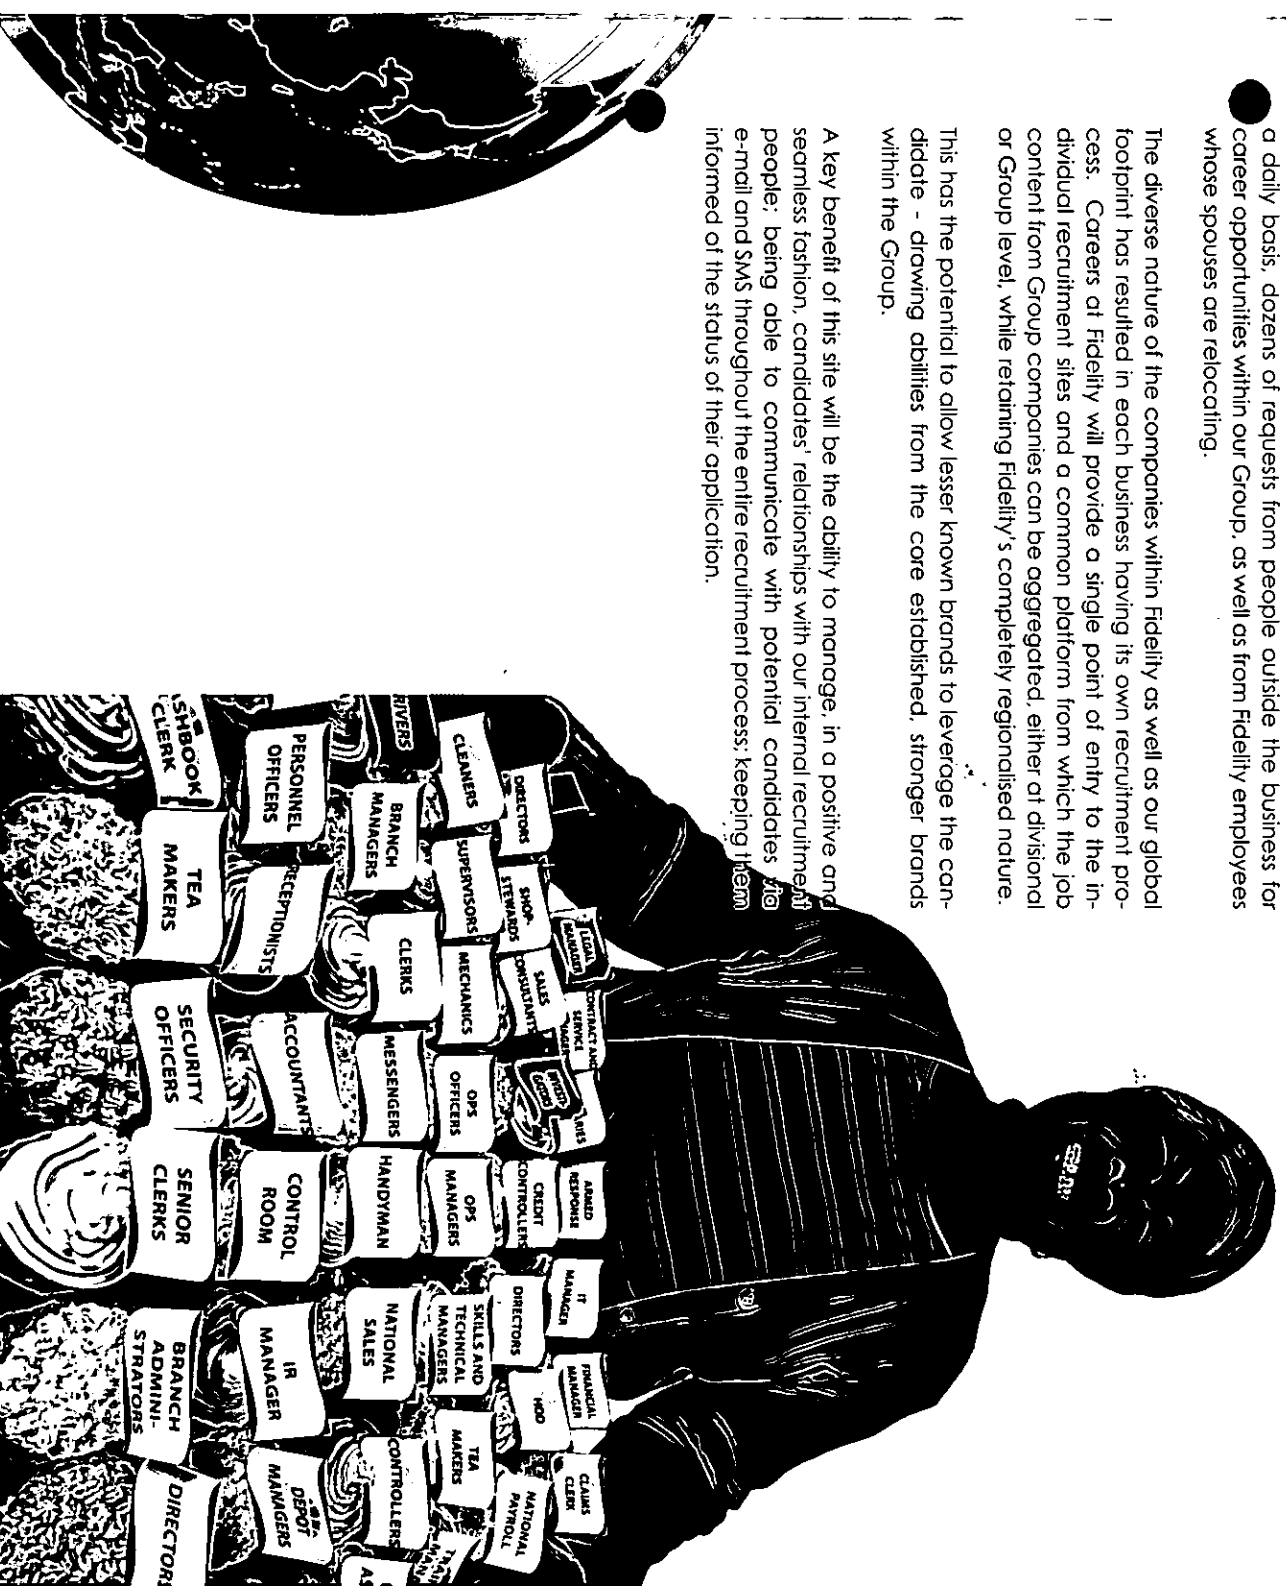 a daily basis, dozens of requests from people outside the business for
career opportunities within our Group, as well as from Fidelity employees
whose spouses are relocating.
The diverse nature of the companies within Fidelity as well as our global
footprint has resulted in each business having its own recruitment pro-
cess. Careers at Fidelity will provide a single point of entry to the in-
dividual recruitment sites and a common platform from which the job
content from Group companies can be aggregated, either at divisional
or Group level, while retaining Fidelity's completely regionalised nature.
This has the potential to allow lesser known brands to leverage the can-
didate - drawing abilities from the core established, stronger brands
within the Group.
A key benefit of this site will be the ability to manage, in a positive and
seamless fashion, candidates' relationships with our internal recruitment
people; being able to communicate with potential candidates via
e-mail and SMS throughout the entire recruitment process; keeping them
informed of the status of their application.
LEGAL
MANAGER
CONTRACT AND
SERVICE
ARMED
RESPONSE
IT
MANAGER
FINANCIAL
MANAGER
CLAIMS
CLERK
DIRECTORS
SHOP-
STEWARDS
SALES
CONSULTANTS
CREDIT
CONTROLLERS
DIRECTORS
HOD
NATIONAL
PAYROLL
CLEANERS
SUPERVISORS
MECHANICS
OPS
OFFICERS
OPS
MANAGERS
SKILLS AND
TECHNICAL
MANAGERS
TEA
MAKERS
RIVERS
BRANCH
MANAGERS
CLERKS
MESSENGERS
HANDYMAN
NATIONAL
SALES
CONTROLLERS
PERSONNEL
OFFICERS
RECEPTIONISTS
ACCOUNTANTS
CONTROL
ROOM
IR
MANAGER
DEPOT
MANAGERS
ASHBOOK
CLERK
TEA
MAKERS
SECURITY
OFFICERS
SENIOR
CLERKS
BRANCH
ADMINI-
STRATORS
DIRECTORS